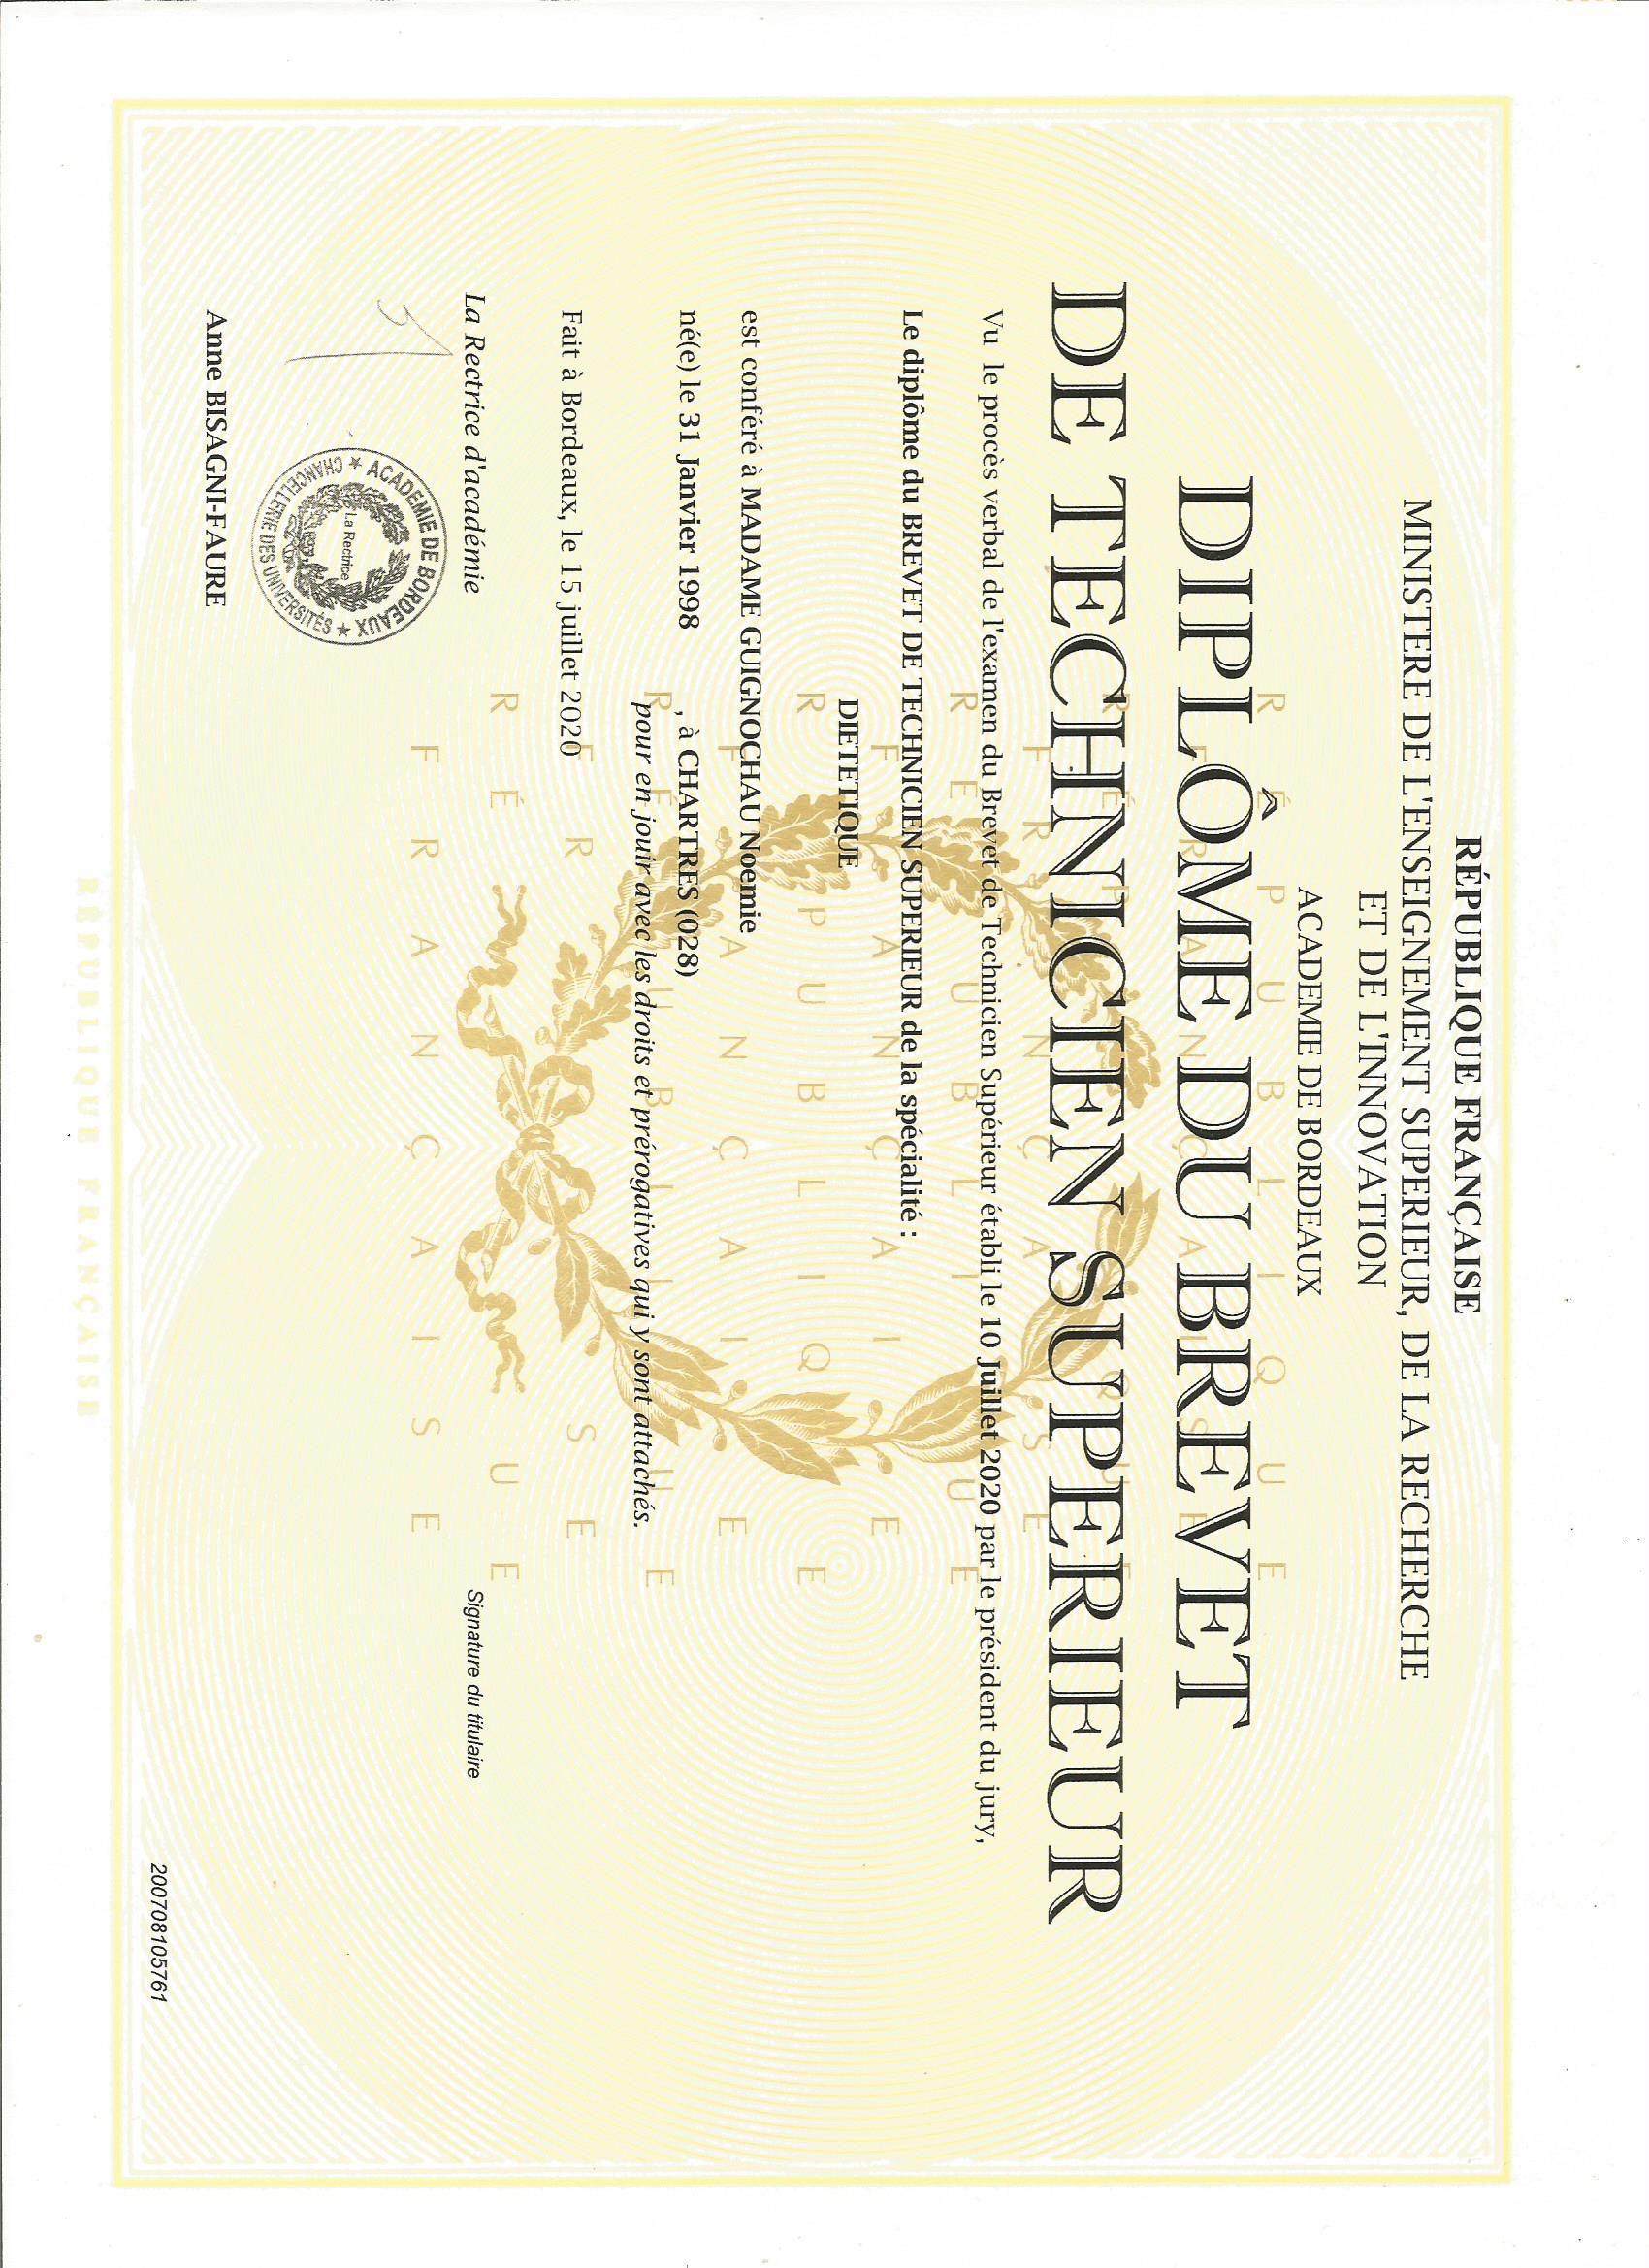 RÉPUBLIQUE FRANÇAISE
MINISTERE DE L'ENSEIGNEMENT SUPERIEUR, DE LA RECHERCHE
ET DE L'INNOVATION
ACADEMIE DE BORDEAUX
DIPLÔME DU BREVET
DE TECHNICIEN SUPERIEUR
Vu le procès verbal de l'examen du Brevet de Technicien Supérieur établi le 10 Juillet 2020 par le président du jury,
Le diplôme du BREVET DE TECHNICIEN SUPERIEUR de la spécialité :
DIETETIQUE
est conféré à MADAME GUIGNOCHAU Noemie
né(e) le 31 Janvier 1998 , à CHARTRES (028)
pour en jouir avec les droits et prérogatives qui y sont attachés.
Fait à Bordeaux, le 15 juillet 2020
La Rectrice d'académie
Signature du titulaire
ACADEMIE DE BORDEAUX
La Rectrice
CHANCELLERIE DES UNIVERSITÉS
Anne BISAGNI-FAURE
200708105761
RÉPUBLIQUE FRANÇAISE